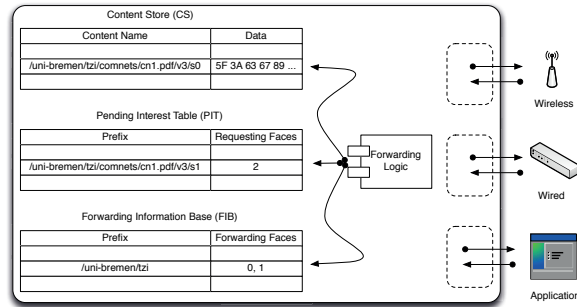 Content Store (CS)
Content Name Data
/uni-bremen/tzi/comnets/cn1.pdf/v3/s0 5F 3A 63 67 89 ...
Pending Interest Table (PIT)
Prefix Requesting Faces
/uni-bremen/tzi/comnets/cn1.pdf/v3/s1 2
Forwarding Information Base (FIB)
Prefix Forwarding Faces
/uni-bremen/tzi 0, 1
Forwarding
Logic
Wireless
Wired
Application